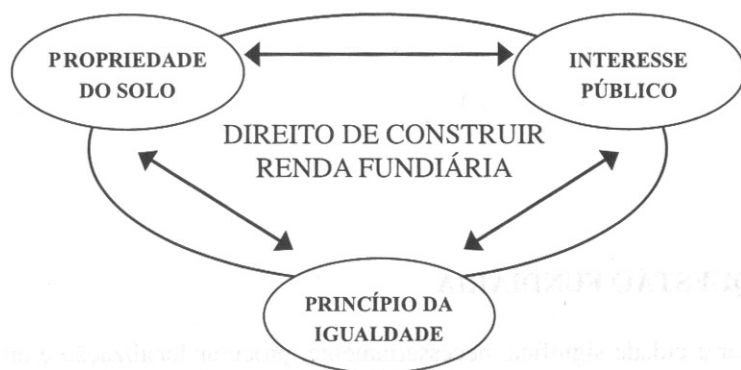 PROPRIEDADE
DO SOLO
INTERESSE
PÚBLICO
DIREITO DE CONSTRUIR
RENDA FUNDIÁRIA
PRINCÍPIO DA
IGUALDADE